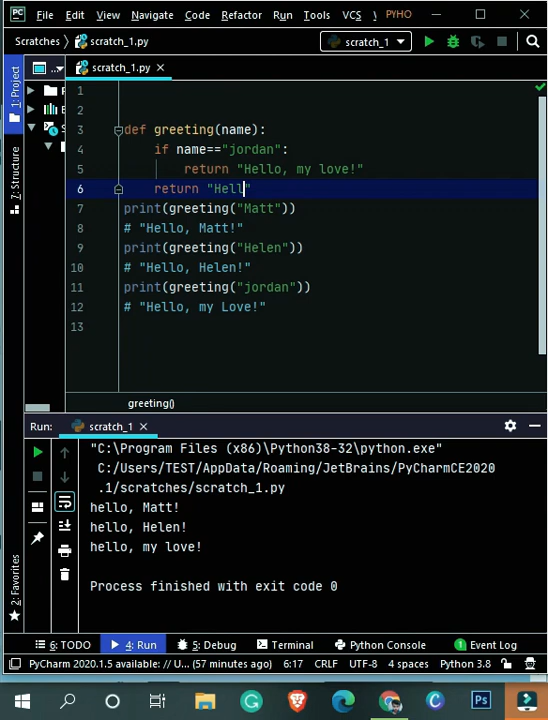 PC File Edit View Navigate Code Refactor Run Tools VCS PYHO
Scratches scratch_1.py scratch_1
scratch_1.py
1: Project
7: Structure
1
2
3 def greeting(name):
4 if name=="jordan":
5 return "Hello, my love!"
6 return "Hell"
7 print(greeting("Matt"))
8 # "Hello, Matt!"
9 print(greeting("Helen"))
10 # "Hello, Helen!"
11 print(greeting("jordan"))
12 # "Hello, my Love!"
13
greeting()
Run: scratch_1
2: Favorites
"C:\Program Files (x86)\Python38-32\python.exe"
C:/Users/TEST/AppData/Roaming/JetBrains/PyCharmCE2020
.1/scratches/scratch_1.py
hello, Matt!
hello, Helen!
hello, my love!
Process finished with exit code 0
6: TODO 4: Run 5: Debug Terminal Python Console 1 Event Log
PyCharm 2020.1.5 available: // U... (57 minutes ago) 6:17 CRLF UTF-8 4 spaces Python 3.8
G C Ps